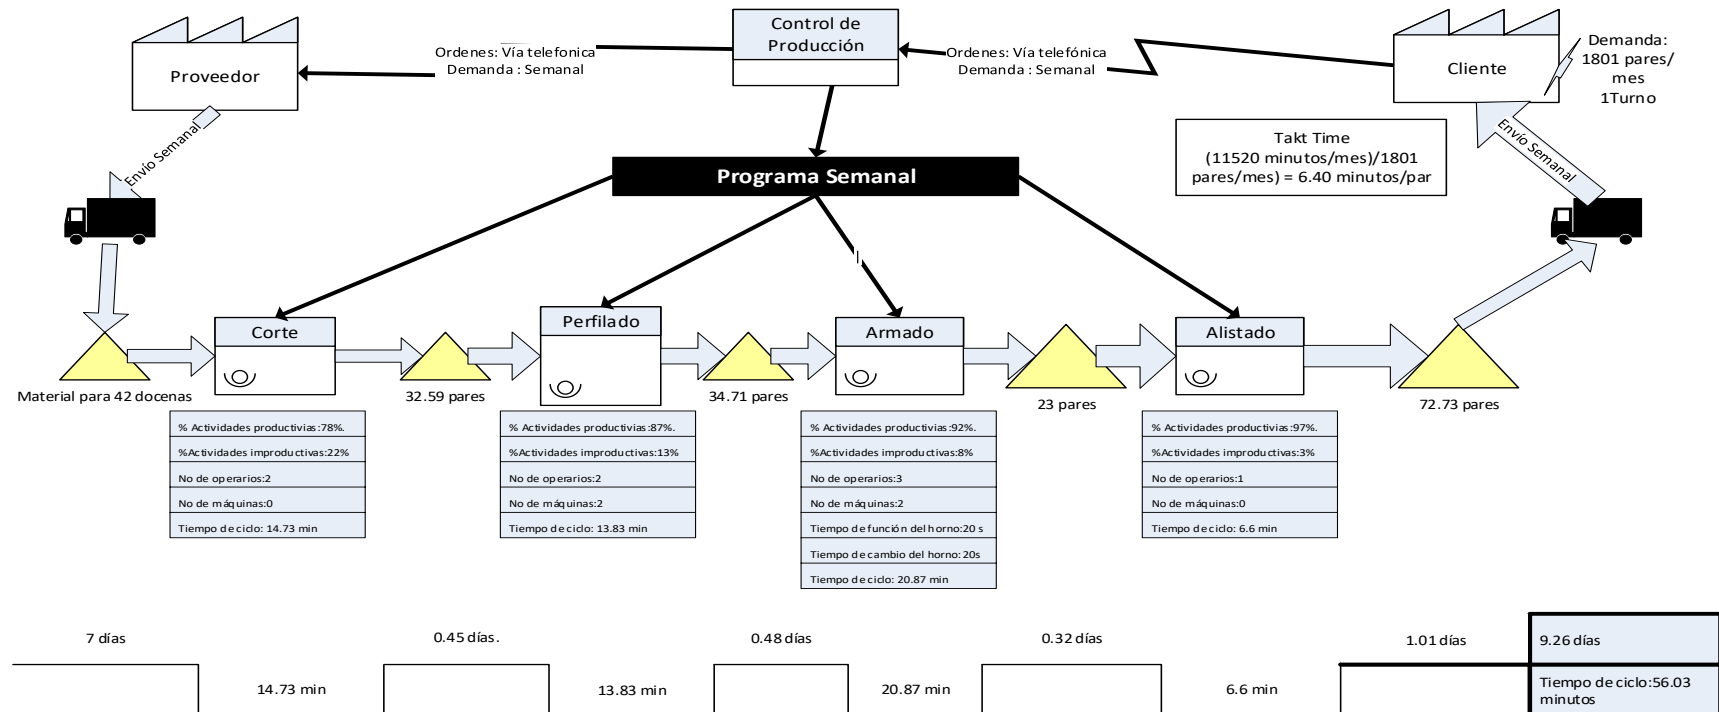 Proveedor
Ordenes: Vía telefonica
Demanda : Semanal
Control de
Producción
Ordenes: Vía telefónica
Demanda : Semanal
Cliente
Demanda:
1801 pares/
mes
1Turno
Envío Semanal
Takt Time
(11520 minutos/mes)/1801
pares/mes) = 6.40 minutos/par
Envío Semanal
Programa Semanal
Corte
Perfilado
Armado
Alistado
Material para 42 docenas
32.59 pares
34.71 pares
23 pares
72.73 pares
% Actividades productivias:78%.
%Actividades improductivas:22%
No de operarios:2
No de máquinas:0
Tiempo de ciclo: 14.73 min
% Actividades productivias:87%.
%Actividades improductivas:13%
No de operarios:2
No de máquinas:2
Tiempo de ciclo: 13.83 min
% Actividades productivias:92%.
%Actividades improductivas:8%
No de operarios:3
No de máquinas:2
Tiempo de función del horno:20 s
Tiempo de cambio del horno:20s
Tiempo de ciclo: 20.87 min
% Actividades productivias:97%.
%Actividades improductivas:3%
No de operarios:1
No de máquinas:0
Tiempo de ciclo: 6.6 min
7 días
0.45 días.
0.48 días
0.32 días
1.01 días
9.26 días
14.73 min
13.83 min
20.87 min
6.6 min
Tiempo de ciclo:56.03
minutos